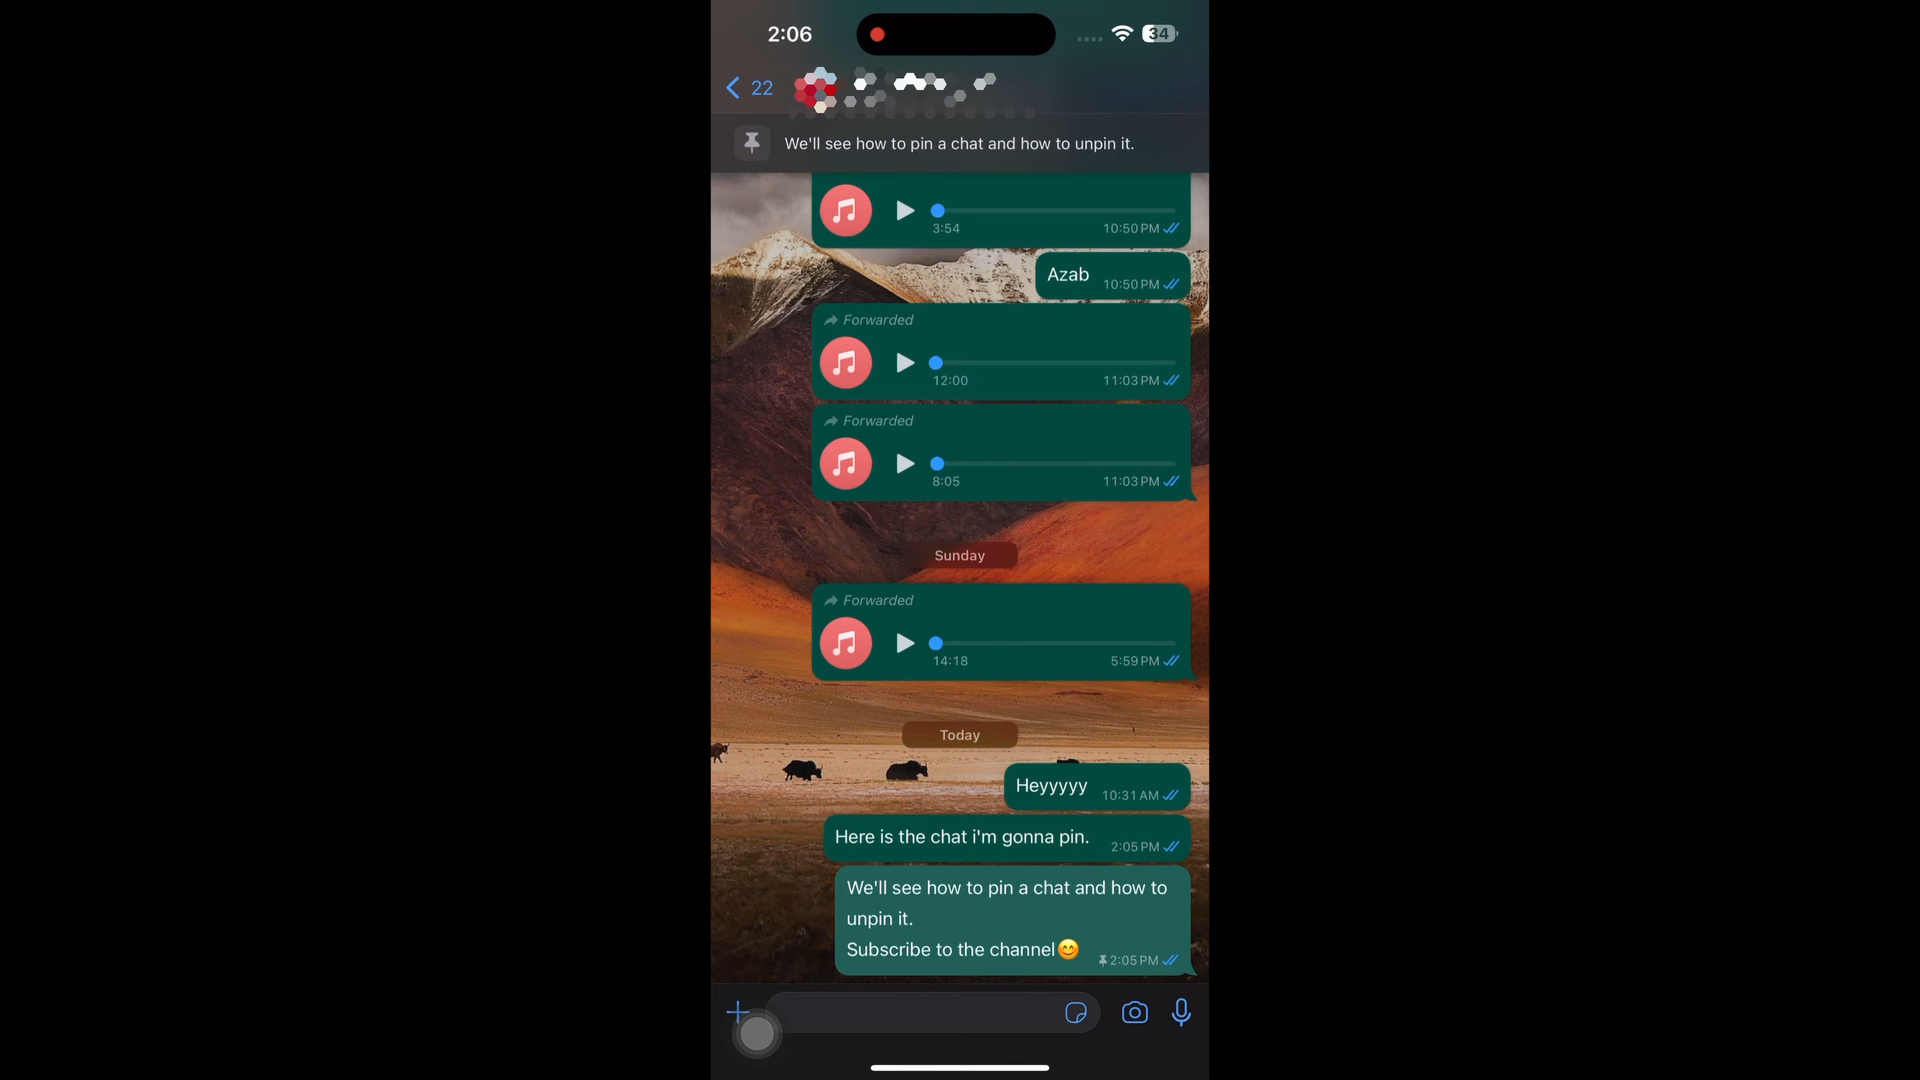 2:06
34
22
We'll see how to pin a chat and how to unpin it.
3:54 10:50 PM
Azab 10:50 PM
Forwarded
12:00 11:03 PM
Forwarded
8:05 11:03 PM
Sunday
Forwarded
14:18 5:59 PM
Today
Heyyyyy 10:31 AM
Here is the chat i'm gonna pin. 2:05 PM
We'll see how to pin a chat and how to
unpin it.
Subscribe to the channel😊 2:05 PM